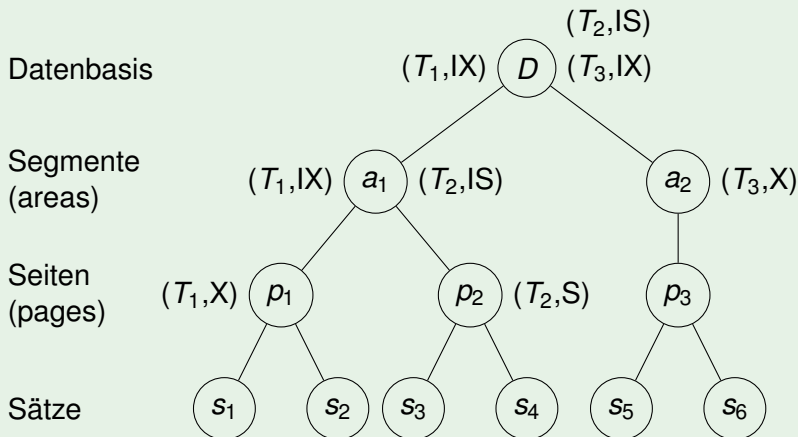 (T₂,IS)
Datenbasis (T₁,IX) D (T₃,IX)
Segmente
(areas)
(T₁,IX) a₁ (T₂,IS) a₂ (T₃,X)
Seiten
(pages)
(T₁,X) p₁ p₂ (T₂,S) p₃
Sätze s₁ s₂ s₃ s₄ s₅ s₆